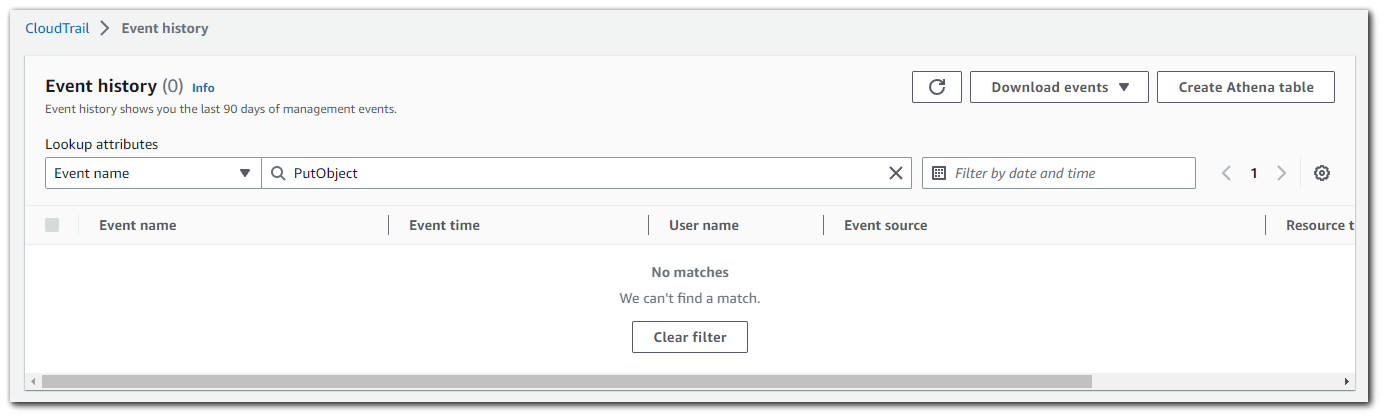 CloudTrail > Event history
Event history (0) Info
Event history shows you the last 90 days of management events.
Download events
Create Athena table
Lookup attributes
Event name
PutObject
Filter by date and time
1
Event name Event time User name Event source Resource t
No matches
We can't find a match.
Clear filter